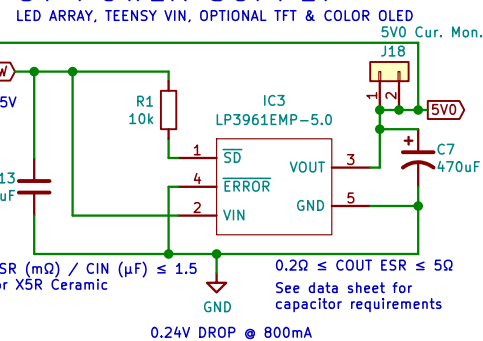 LED ARRAY, TEENSY VIN, OPTIONAL TFT & COLOR OLED
5V0 Cur. Mon.
J18
5V
R1
10k
IC3
LP3961EMP-5.0
1
2
5V0
1
SD
4
ERROR
2
VIN
VOUT
3
GND
5
+
C7
470uF
13
uF
SR (mΩ) / CIN (µF) ≤ 1.5
or X5R Ceramic
GND
0.2Ω ≤ COUT ESR ≤ 5Ω
See data sheet for
capacitor requirements
0.24V DROP @ 800mA